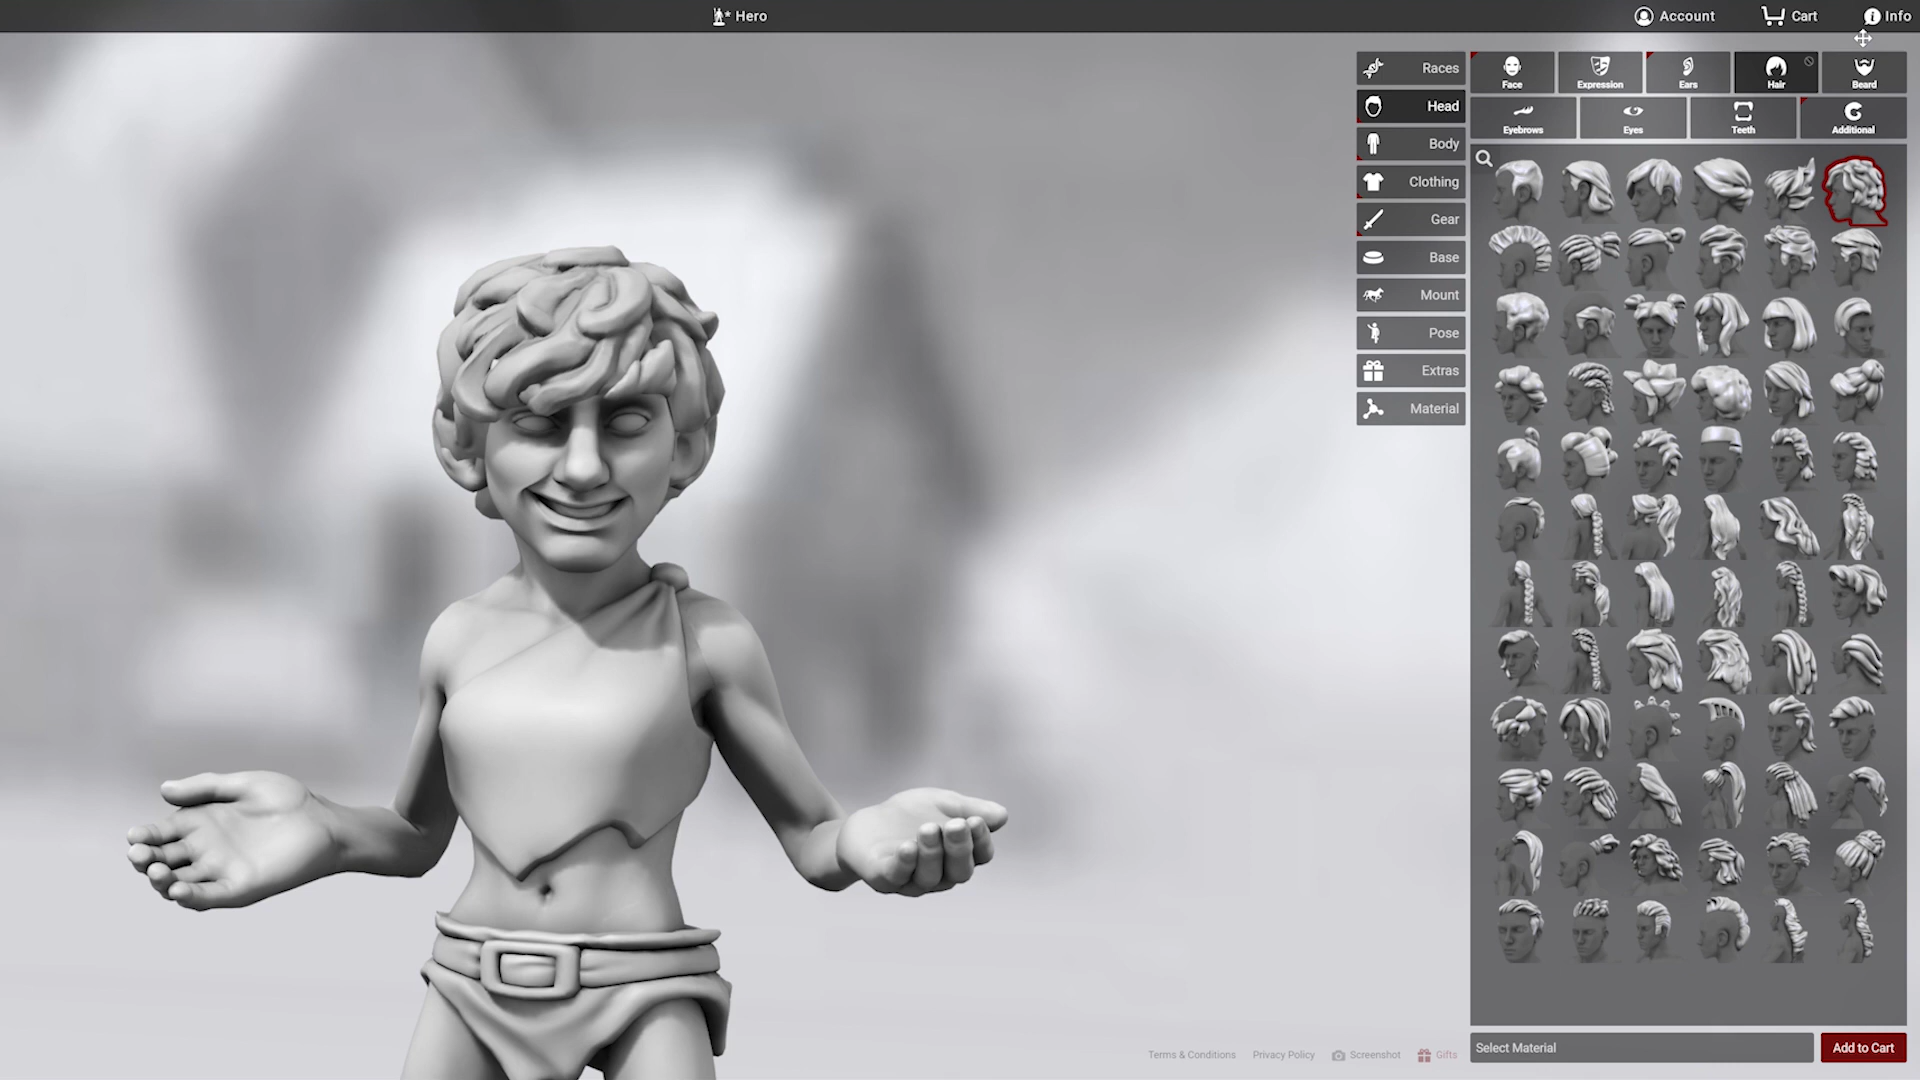 Hero
Account
Cart
Info
Races
Head
Body
Clothing
Gear
Base
Mount
Pose
Extras
Material
Face
Expression
Ears
Hair
Beard
Eyebrows
Eyes
Teeth
Additional
Terms & Conditions
Privacy Policy
Screenshot
Gifts
Select Material
Add to Cart